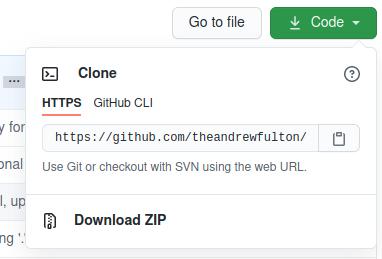 Go to file
Code
...
Clone
HTTPS GitHub CLI
y for
https://github.com/theandrewfulton/
onal
Use Git or checkout with SVN using the web URL.
l, up
Download ZIP
ng '.'